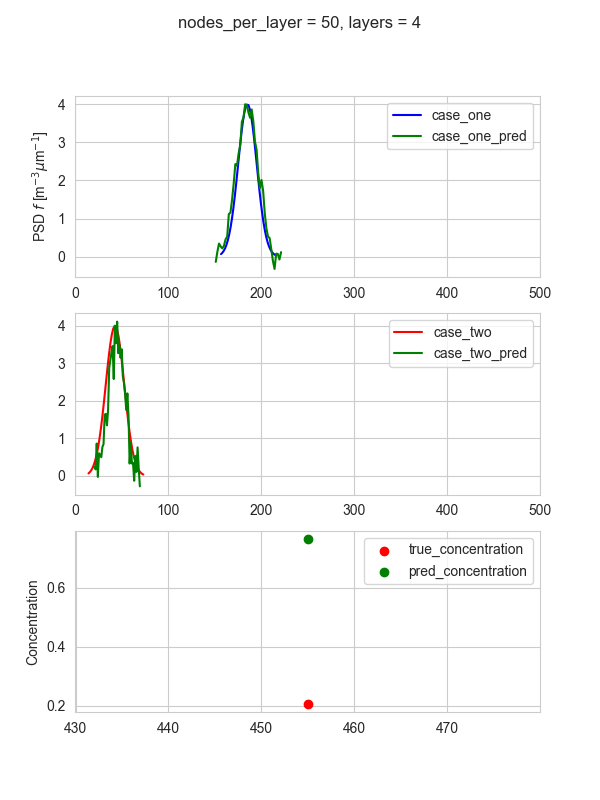 nodes_per_layer = 50, layers = 4
4
3
2
1
0
PSD f [m⁻³μm⁻¹]
case_one
case_one_pred
0 100 200 300 400 500
4
3
2
1
0
case_two
case_two_pred
0 100 200 300 400 500
0.6
0.4
0.2
Concentration
true_concentration
pred_concentration
430 440 450 460 470